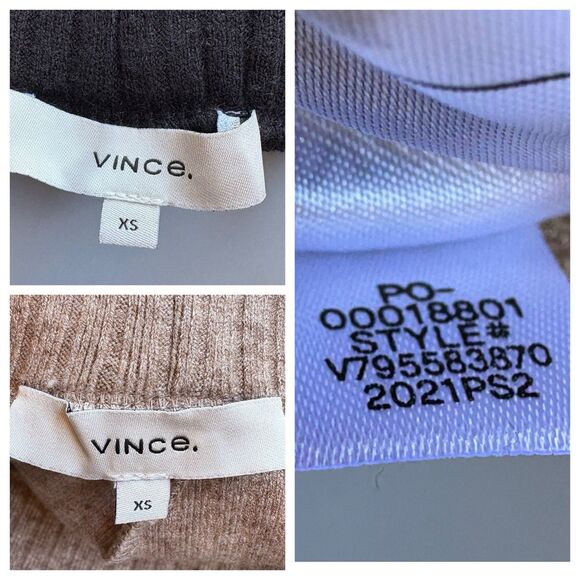 VINCE.
XS
VINCE.
XS
PO-
00018801
STYLE#
V795583870
2021PS2